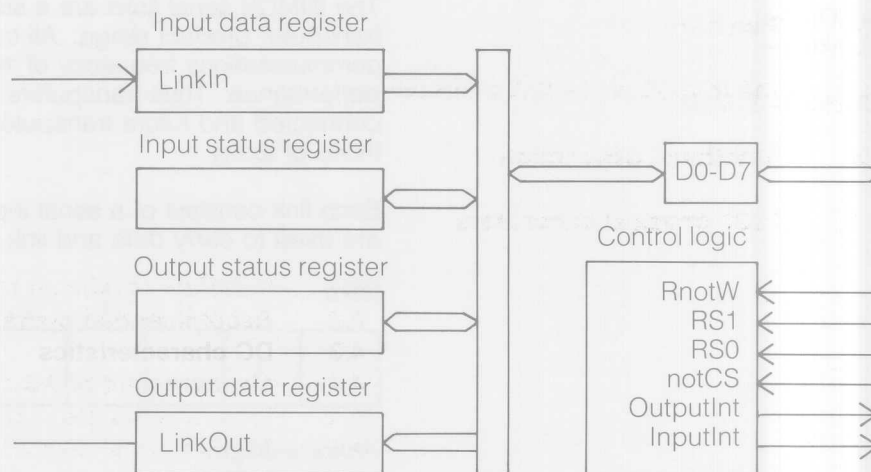 Input data register
LinkIn
Input status register
D0-D7
Control logic
Output status register
RnotW
RS1
RS0
notCS
Output data register
OutputInt
InputInt
LinkOut